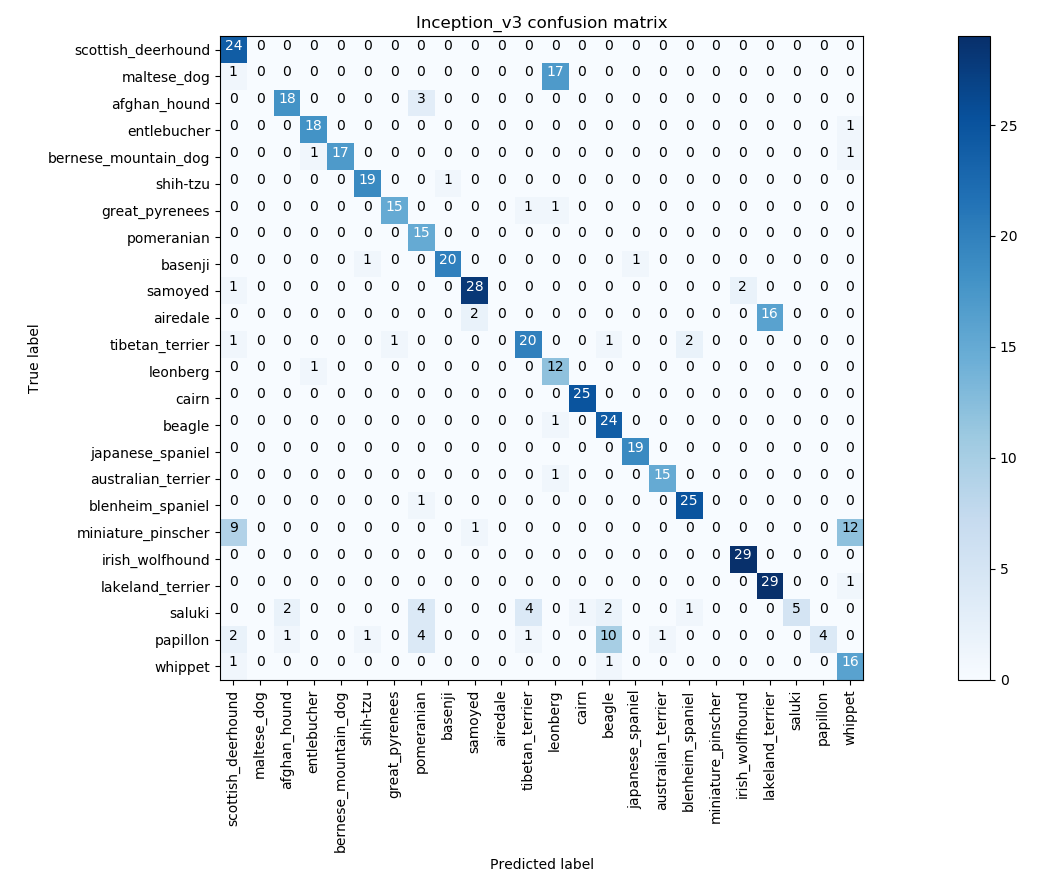 Inception_v3 confusion matrix
scottish_deerhound 24 0 0 0 0 0 0 0 0 0 0 0 0 0 0 0 0 0 0 0 0 0 0 0
maltese_dog 1 0 0 0 0 0 0 0 0 0 0 0 17 0 0 0 0 0 0 0 0 0 0 0
afghan_hound 0 0 18 0 0 0 0 3 0 0 0 0 0 0 0 0 0 0 0 0 0 0 0 0
entlebucher 0 0 0 18 0 0 0 0 0 0 0 0 0 0 0 0 0 0 0 0 0 0 0 1
bernese_mountain_dog 0 0 0 1 17 0 0 0 0 0 0 0 0 0 0 0 0 0 0 0 0 0 0 1
shih-tzu 0 0 0 0 0 19 0 0 1 0 0 0 0 0 0 0 0 0 0 0 0 0 0 0
great_pyrenees 0 0 0 0 0 0 15 0 0 0 0 1 1 0 0 0 0 0 0 0 0 0 0 0
pomeranian 0 0 0 0 0 0 0 15 0 0 0 0 0 0 0 0 0 0 0 0 0 0 0 0
basenji 0 0 0 0 0 1 0 0 20 0 0 0 0 0 0 1 0 0 0 0 0 0 0 0
samoyed 1 0 0 0 0 0 0 0 0 28 0 0 0 0 0 0 0 0 0 2 0 0 0 0
airedale 0 0 0 0 0 0 0 0 0 2 0 0 0 0 0 0 0 0 0 0 16 0 0 0
tibetan_terrier 1 0 0 0 0 0 1 0 0 0 0 20 0 0 1 0 0 2 0 0 0 0 0 0
leonberg 0 0 0 1 0 0 0 0 0 0 0 0 12 0 0 0 0 0 0 0 0 0 0 0
cairn 0 0 0 0 0 0 0 0 0 0 0 0 0 25 0 0 0 0 0 0 0 0 0 0
beagle 0 0 0 0 0 0 0 0 0 0 0 0 1 0 24 0 0 0 0 0 0 0 0 0
japanese_spaniel 0 0 0 0 0 0 0 0 0 0 0 0 0 0 0 19 0 0 0 0 0 0 0 0
australian_terrier 0 0 0 0 0 0 0 0 0 0 0 0 1 0 0 0 15 0 0 0 0 0 0 0
blenheim_spaniel 0 0 0 0 0 0 0 1 0 0 0 0 0 0 0 0 0 25 0 0 0 0 0 0
miniature_pinscher 9 0 0 0 0 0 0 0 0 1 0 0 0 0 0 0 0 0 0 0 0 0 0 12
irish_wolfhound 0 0 0 0 0 0 0 0 0 0 0 0 0 0 0 0 0 0 0 29 0 0 0 0
lakeland_terrier 0 0 0 0 0 0 0 0 0 0 0 0 0 0 0 0 0 0 0 0 29 0 0 1
saluki 0 0 2 0 0 0 0 4 0 0 0 4 0 1 2 0 0 1 0 0 0 5 0 0
papillon 2 0 1 0 0 1 0 4 0 0 0 1 0 0 10 0 1 0 0 0 0 0 4 0
whippet 1 0 0 0 0 0 0 0 0 0 0 0 0 0 1 0 0 0 0 0 0 0 0 16
True label
scottish_deerhound
maltese_dog
afghan_hound
entlebucher
bernese_mountain_dog
shih-tzu
great_pyrenees
pomeranian
basenji
samoyed
airedale
tibetan_terrier
leonberg
cairn
beagle
japanese_spaniel
australian_terrier
blenheim_spaniel
miniature_pinscher
irish_wolfhound
lakeland_terrier
saluki
papillon
whippet
Predicted label
25
20
15
10
5
0